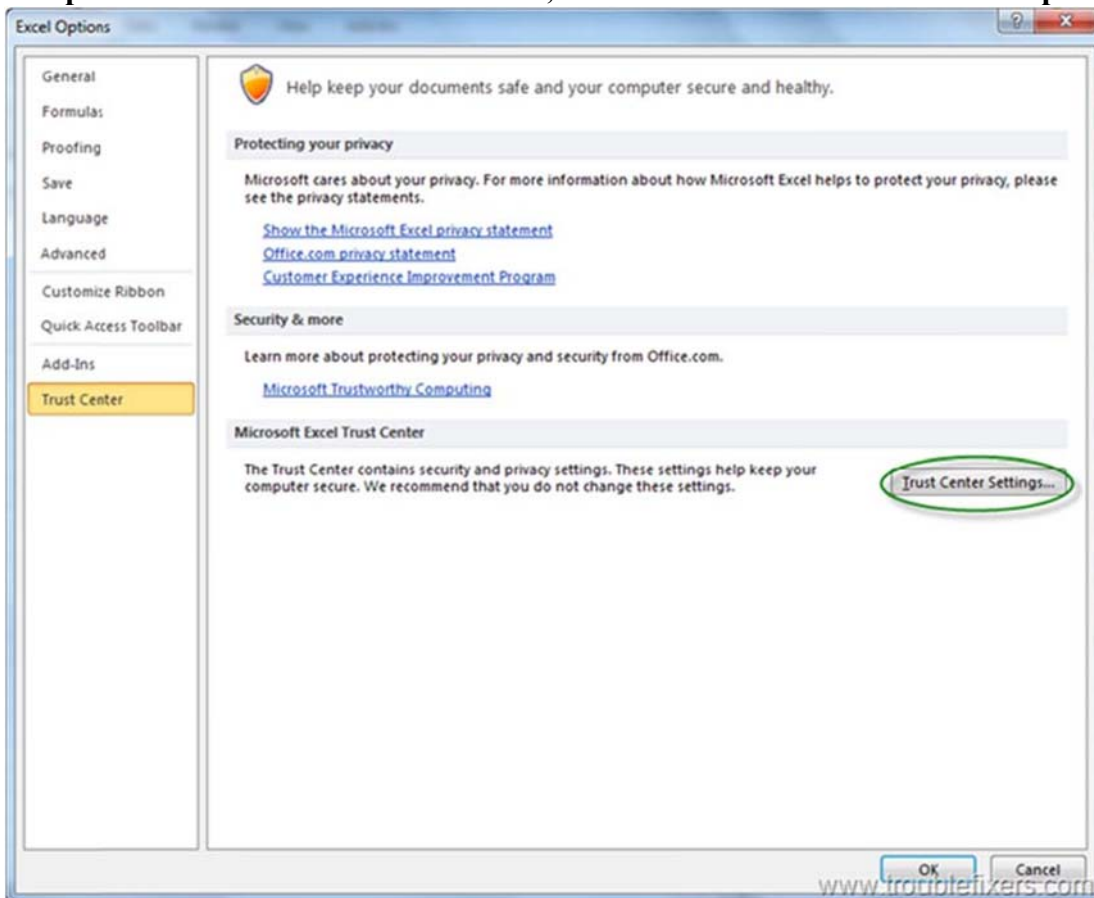 Excel Options
General
Formulas
Proofing
Save
Language
Advanced
Customize Ribbon
Quick Access Toolbar
Add-Ins
Trust Center
Help keep your documents safe and your computer secure and healthy.
Protecting your privacy
Microsoft cares about your privacy. For more information about how Microsoft Excel helps to protect your privacy, please
see the privacy statements.
Show the Microsoft Excel privacy statement
Office.com privacy statement
Customer Experience Improvement Program
Security & more
Learn more about protecting your privacy and security from Office.com.
Microsoft Trustworthy Computing
Microsoft Excel Trust Center
The Trust Center contains security and privacy settings. These settings help keep your
computer secure. We recommend that you do not change these settings.
Trust Center Settings...
OK
Cancel
www.troublefixers.com